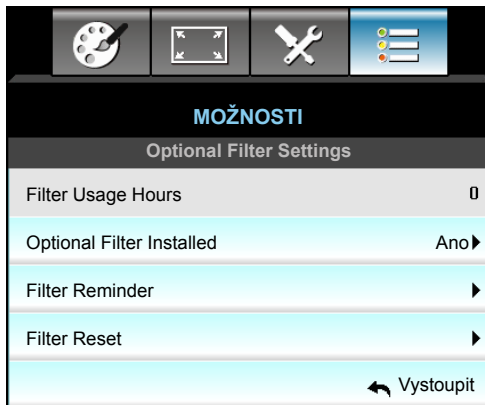 MOŽNOSTI
Optional Filter Settings
Filter Usage Hours 0
Optional Filter Installed Ano
Filter Reminder
Filter Reset
Vystoupit